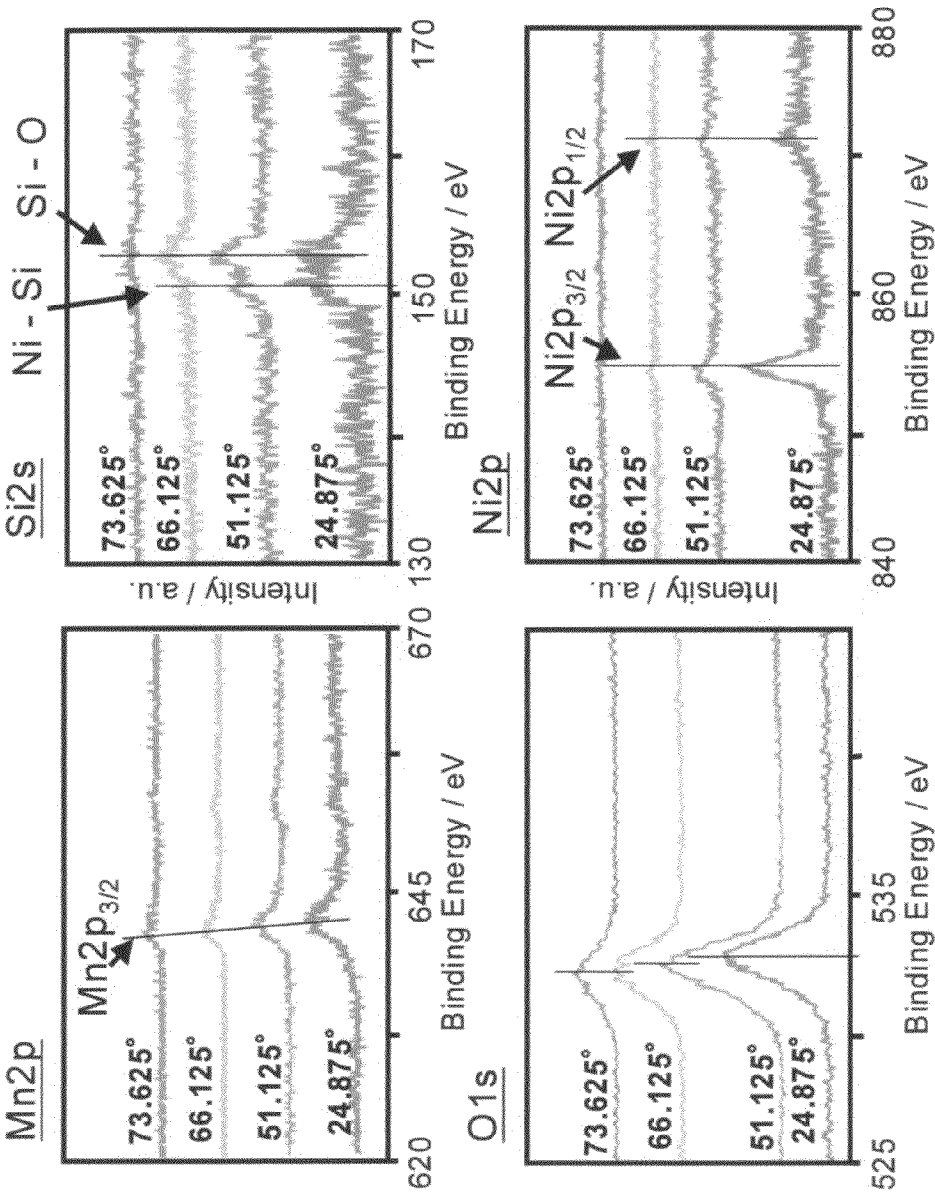 Mn2p
Mn2p3/2
73.625°
66.125°
51.125°
24.875°
620
645
670
Binding Energy / eV
Si2s
Ni - Si
Si - O
Intensity / a.u.
73.625°
66.125°
51.125°
24.875°
130
150
170
Binding Energy / eV
O1s
73.625°
66.125°
51.125°
24.875°
525
535
Binding Energy / eV
Ni2p
Ni2p3/2
Ni2p1/2
Intensity / a.u.
73.625°
66.125°
51.125°
24.875°
840
860
880
Binding Energy / eV